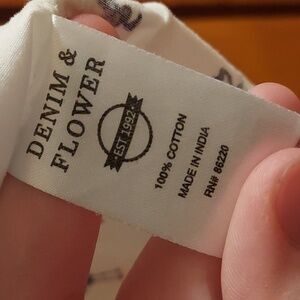 DENIM &
FLOWER
EST.1992
100% COTTON
MADE IN INDIA
RN# 86220